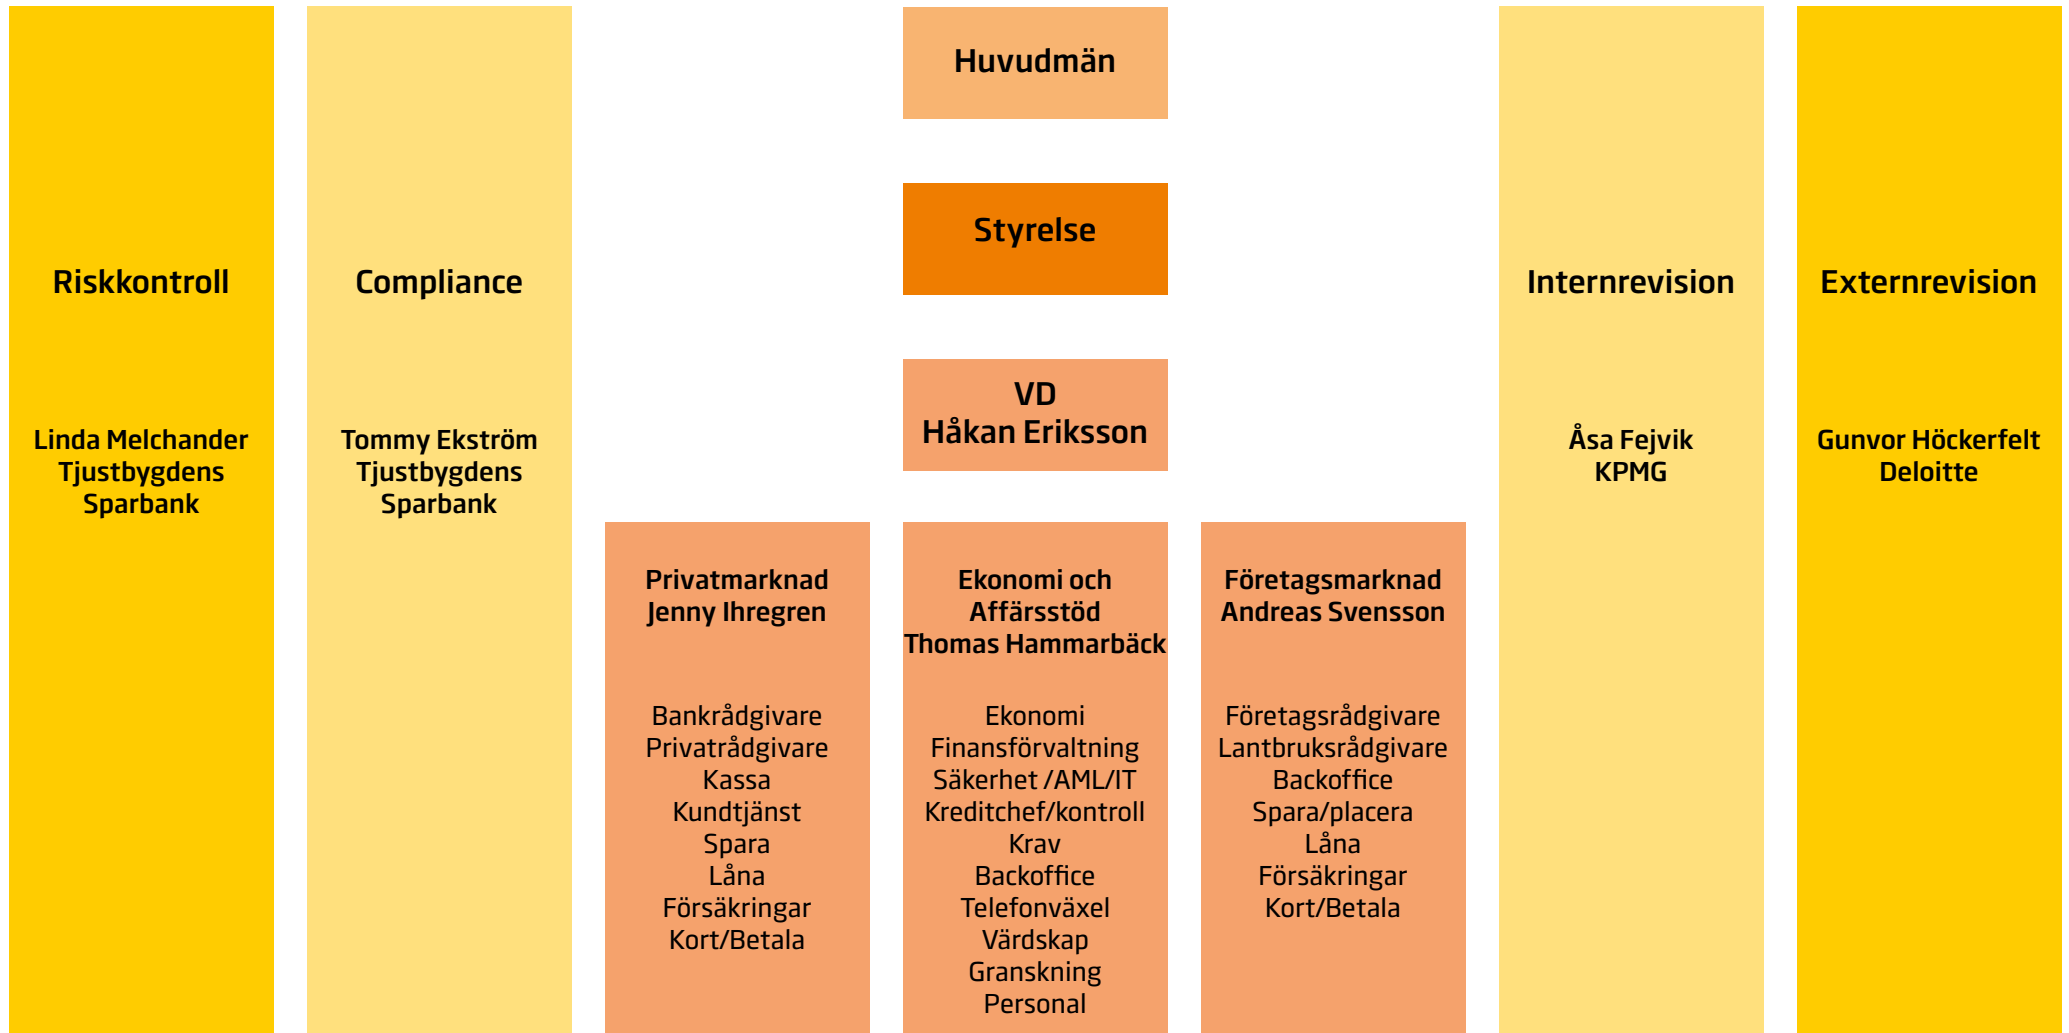 Riskkontroll
Linda Melchander
Tjustbygdens
Sparbank
Compliance
Tommy Ekström
Tjustbygdens
Sparbank
Huvudmän
Styrelse
VD
Håkan Eriksson
Privatmarknad
Jenny Ihregren
Bankrådgivare
Privatrådgivare
Kassa
Kundtjänst
Spara
Låna
Försäkringar
Kort/Betala
Ekonomi och
Affärsstöd
Thomas Hammarbäck
Ekonomi
Finansförvaltning
Säkerhet /AML/IT
Kreditchef/kontroll
Krav
Backoffice
Telefonväxel
Värdskap
Granskning
Personal
Företagsmarknad
Andreas Svensson
Företagsrådgivare
Lantbruksrådgivare
Backoffice
Spara/placera
Låna
Försäkringar
Kort/Betala
Internrevision
Åsa Fejvik
KPMG
Externrevision
Gunvor Höckerfelt
Deloitte